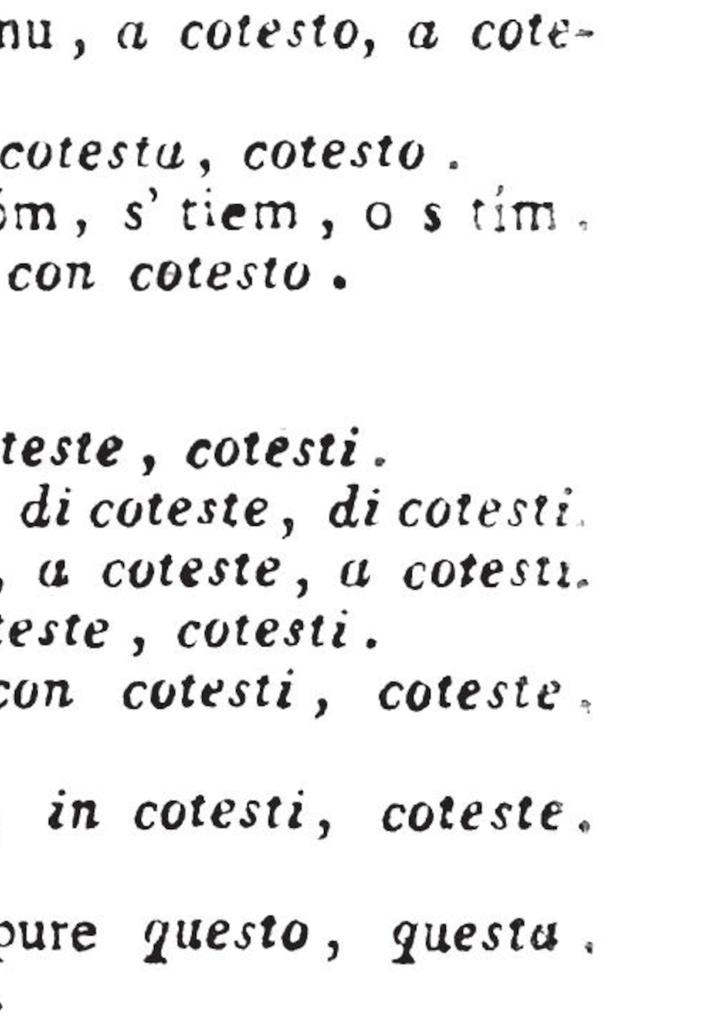 nu, a cotesto, a cote-
cotesta, cotesto.
óm, s' tiem, o s tím.
con cotesto.
teste, cotesti.
di coteste, di cotesti.
, a coteste, a cotesti.
teste, cotesti.
con cotesti, coteste.
in cotesti, coteste.
pure questo, questa.